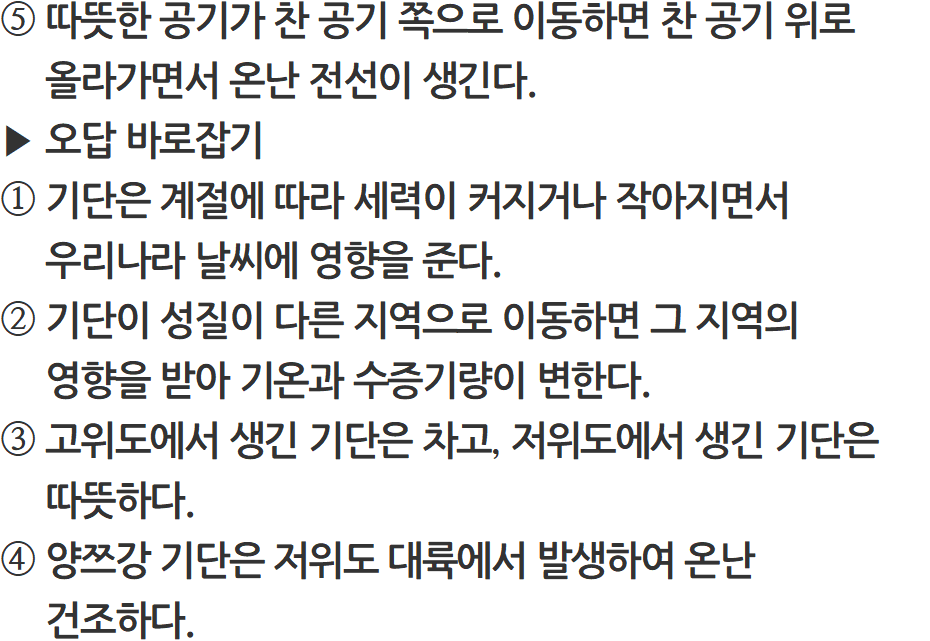 ⑤ 따뜻한 공기가 찬 공기 쪽으로 이동하면 찬 공기 위로
올라가면서 온난 전선이 생긴다.
▶ 오답 바로잡기
① 기단은 계절에 따라 세력이 커지거나 작아지면서
우리나라 날씨에 영향을 준다.
② 기단이 성질이 다른 지역으로 이동하면 그 지역의
영향을 받아 기온과 수증기량이 변한다.
③ 고위도에서 생긴 기단은 차고, 저위도에서 생긴 기단은
따뜻하다.
④ 양쯔강 기단은 저위도 대륙에서 발생하여 온난
건조하다.